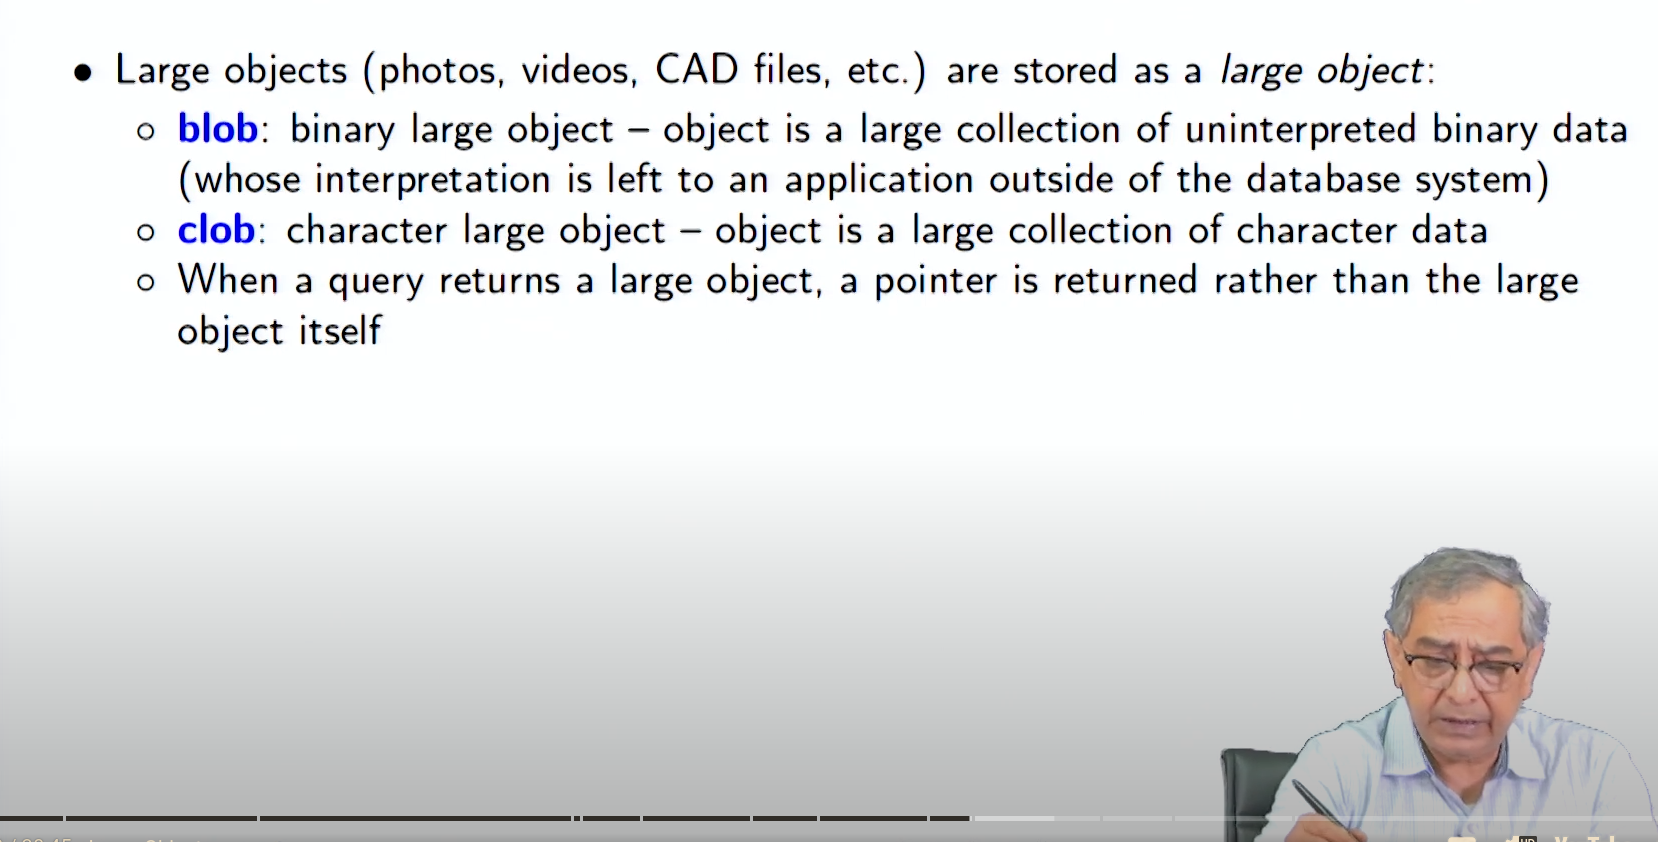 • Large objects (photos, videos, CAD files, etc.) are stored as a large object:
○ blob: binary large object – object is a large collection of uninterpreted binary data
(whose interpretation is left to an application outside of the database system)
○ clob: character large object – object is a large collection of character data
○ When a query returns a large object, a pointer is returned rather than the large
object itself